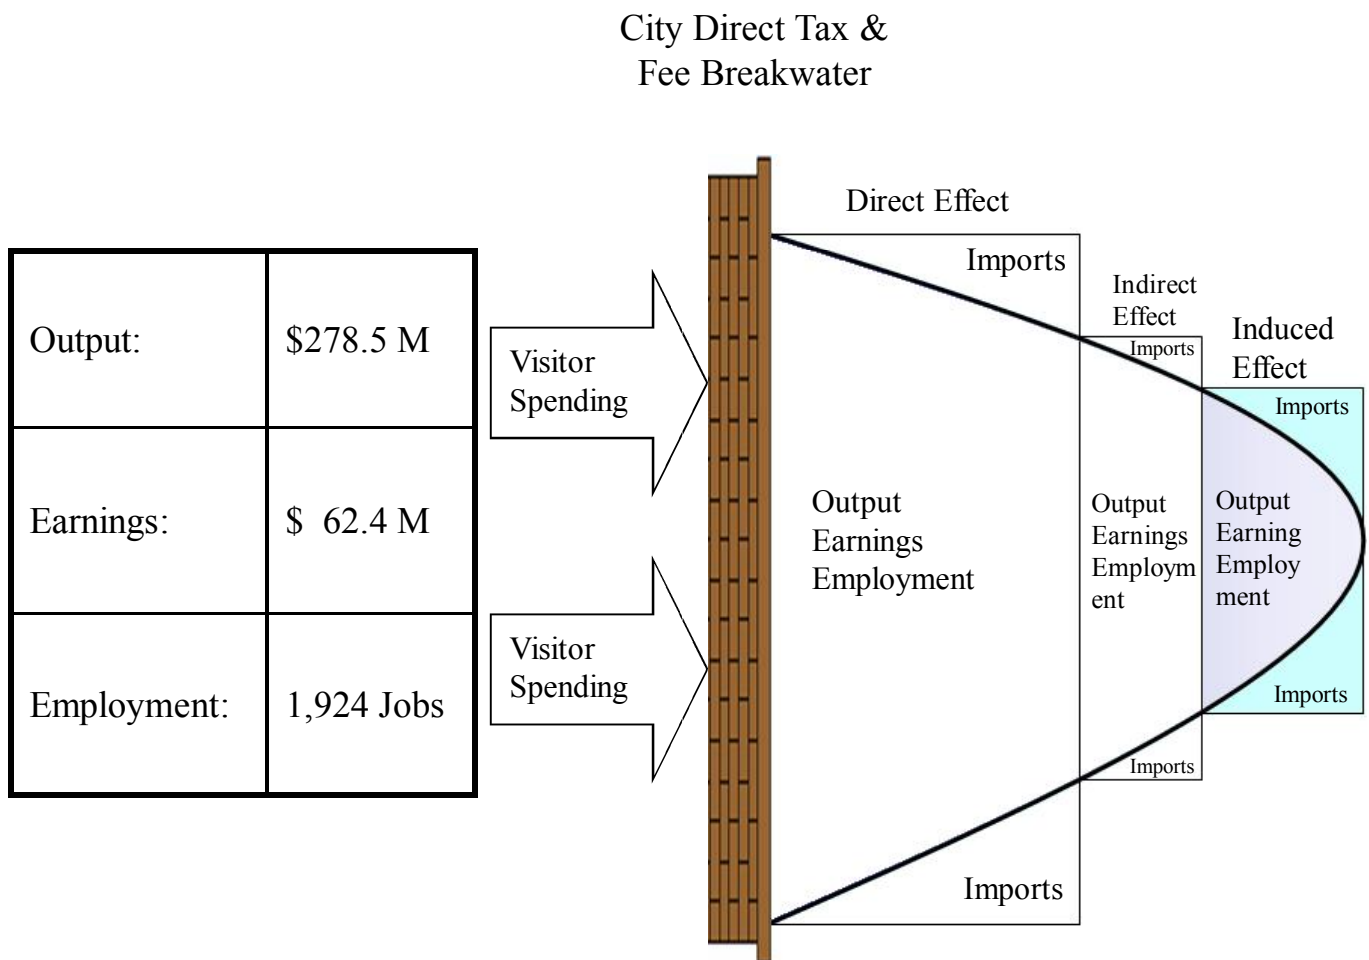 City Direct Tax &
Fee Breakwater
Output:
$278.5 M
Earnings:
$ 62.4 M
Employment:
1,924 Jobs
Visitor
Spending
Visitor
Spending
Direct Effect
Imports
Output
Earnings
Employment
Imports
Indirect
Effect
Imports
Output
Earnings
Employm
ent
Imports
Induced
Effect
Imports
Output
Earning
Employ
ment
Imports